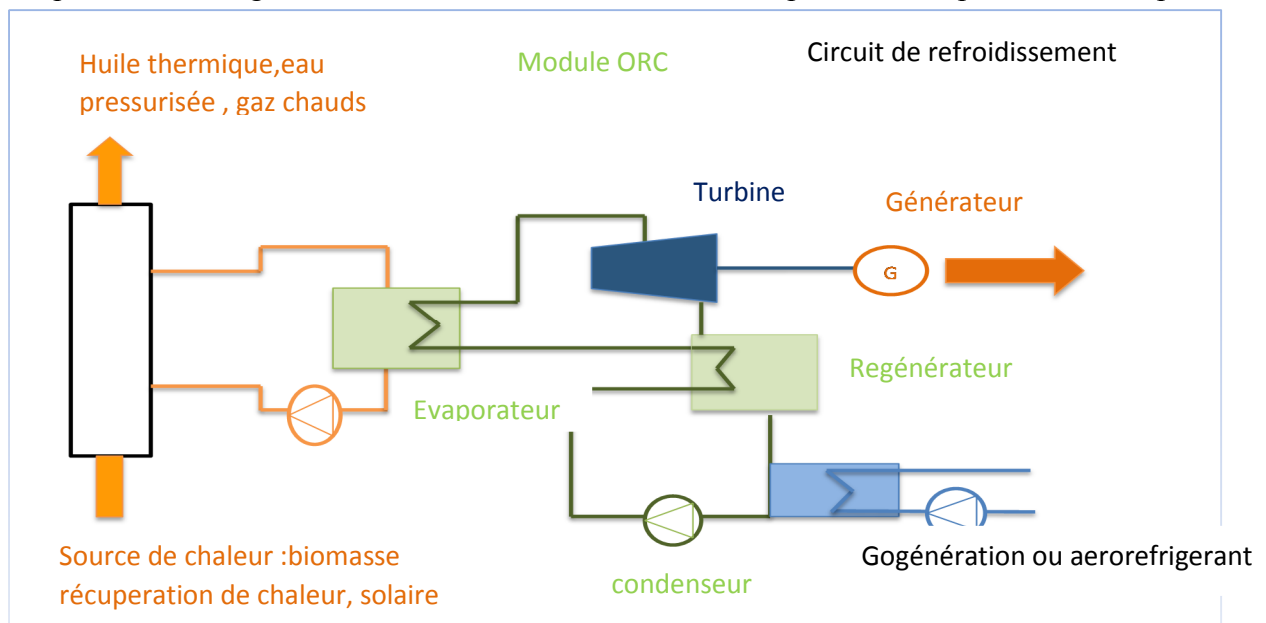 Huile thermique,eau
pressurisée , gaz chauds
Module ORC
Circuit de refroidissement
Turbine
Générateur
G
Regénérateur
Evaporateur
Source de chaleur :biomasse
récuperation de chaleur, solaire
condenseur
Gogénération ou aerorefrigerant